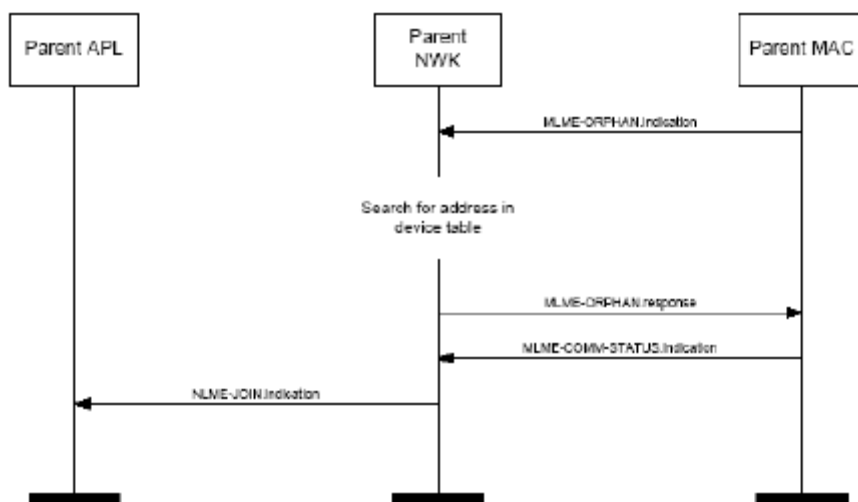 Parent APL
Parent
NWK
Parent MAC
MLME-ORPHAN.indication
Search for address in
device table
MLME-ORPHAN.response
MLME-COMM-STATUS.indication
NLME-JOIN.indication